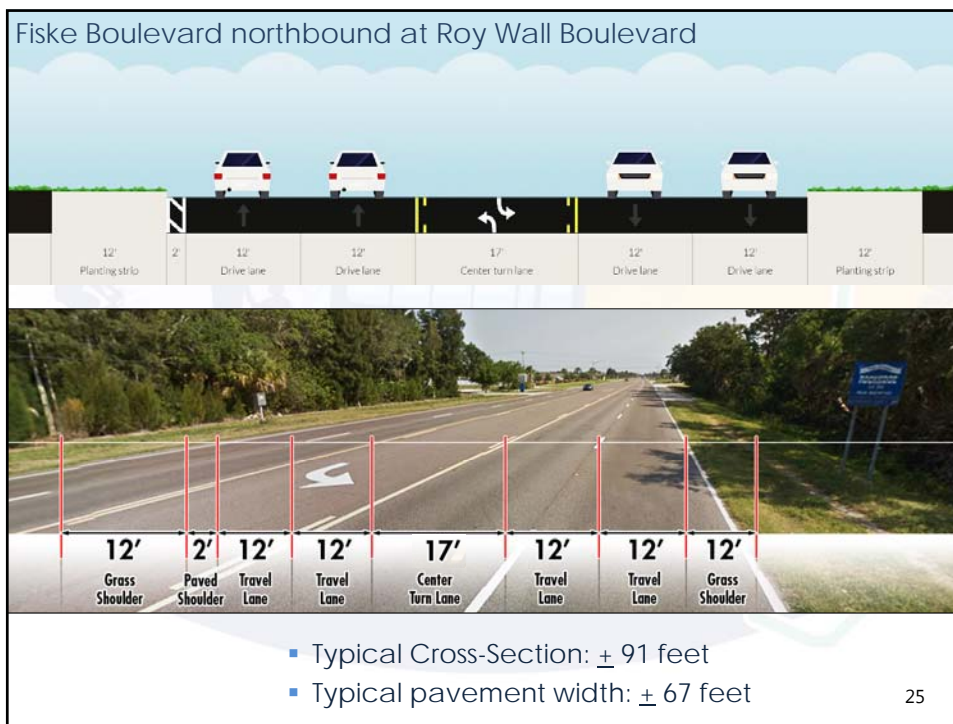 Fiske Boulevard northbound at Roy Wall Boulevard
12' 2' 12' 12' 17' 12' 12' 12'
Planting strip Drive lane Drive lane Center turn lane Drive lane Drive lane Planting strip
12' 2' 12' 12' 17' 12' 12' 12'
Grass Paved Travel Travel Center Travel Travel Grass
Shoulder Shoulder Lane Lane Turn Lane Lane Lane Shoulder
▪ Typical Cross-Section: ± 91 feet
▪ Typical pavement width: ± 67 feet
25